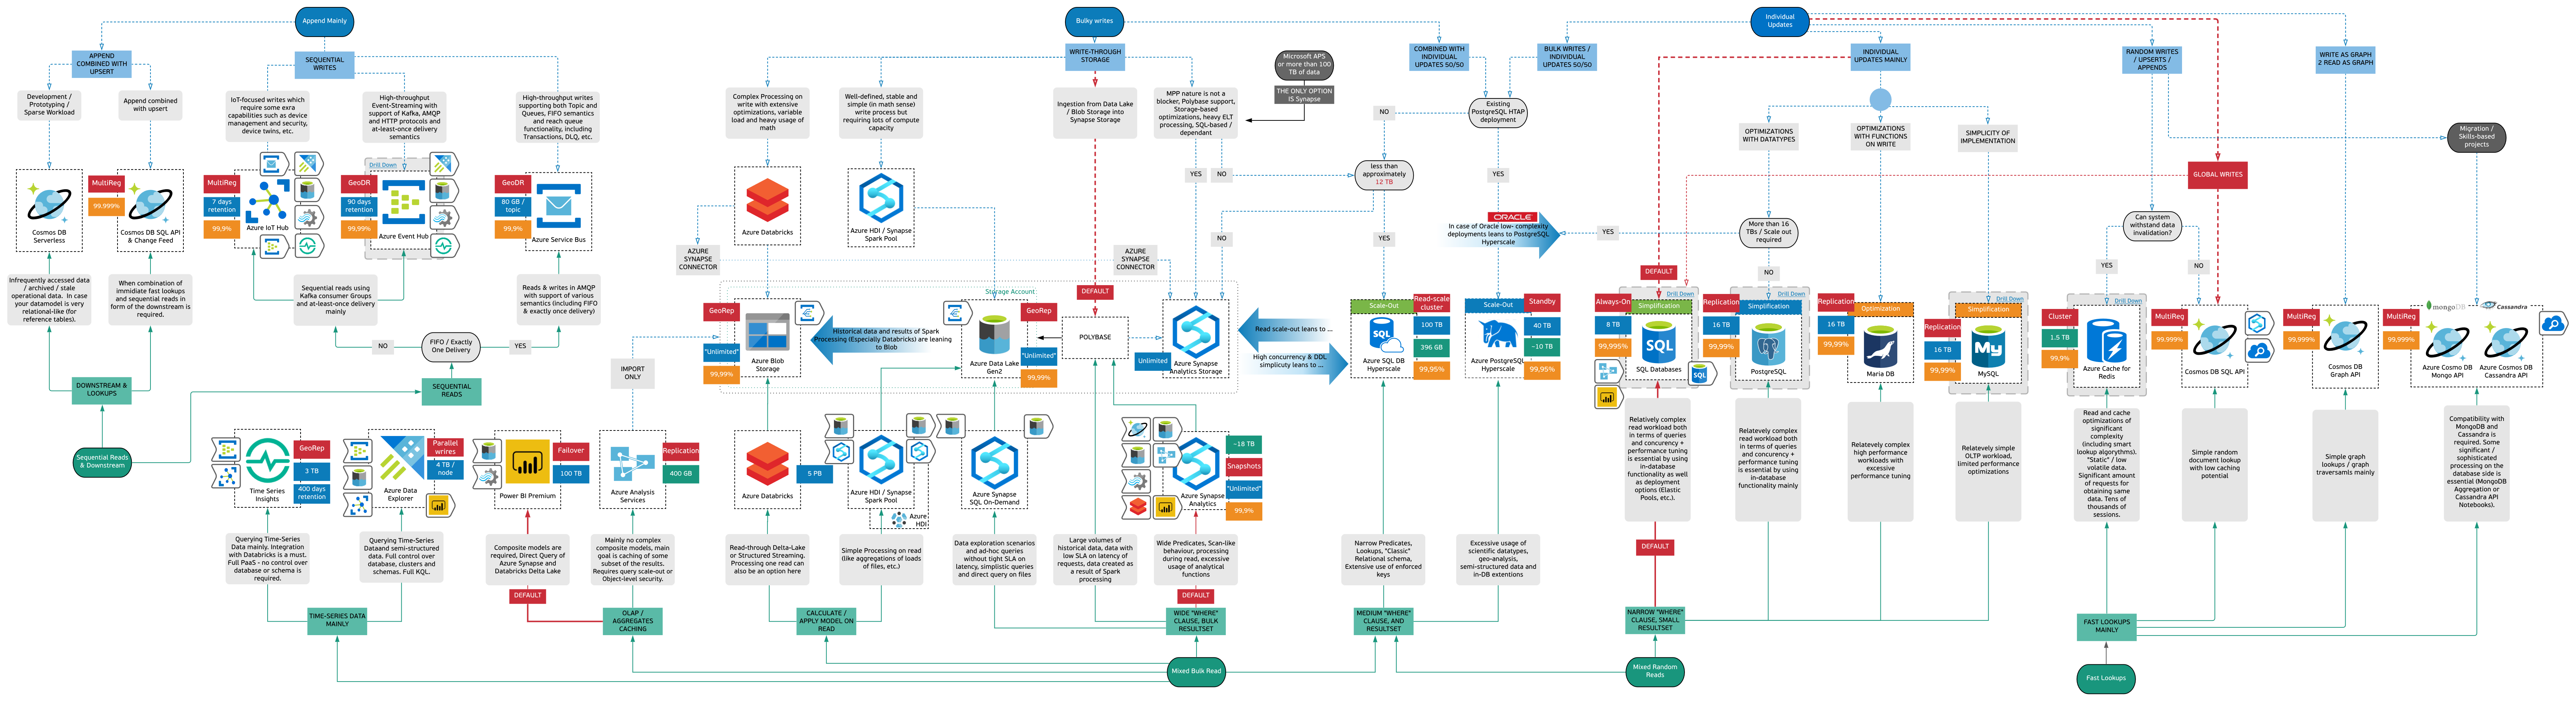 Append Mainly
Bulky writes
Individual
Updates
APPEND
COMBINED WITH
UPSERT
SEQUENTIAL
WRITES
WRITE-THROUGH
STORAGE
Microsoft APS
or more than 100
TB of data
THE ONLY OPTION
IS Synapse
COMBINED WITH
INDIVIDUAL
UPDATES 50/50
BULK WRITES /
INDIVIDUAL
UPDATES 50/50
INDIVIDUAL
UPDATES MAINLY
RANDOM WRITES
/ UPSERTS /
APPENDS
WRITE AS GRAPH
2 READ AS GRAPH
Development /
Prototyping /
Sparse Workload
Append combined
with upsert
IoT-focused writes which
require some exra
capabilities such as device
management and security,
device twins, etc.
High-throughput
Event-Streaming with
support of Kafka, AMQP
and HTTP protocols and
at-least-once delivery
semantics
High-throughput writes
supporting both Topic and
Queues, FIFO semantics
and reach queue
functionality, including
Transactions, DLQ, etc.
Complex Processing on
write with extensive
optimizations, variable
load and heavy usage of
math
Well-defined, stable and
simple (in math sense)
write process but
requiring lots of compute
capacity
Ingestion from Data Lake
/ Blob Storage into
Synapse Storage
MPP nature is not a
blocker, Polybase support,
Storage-based
optimizations, heavy ELT
processing, SQL-based /
dependant
NO
Existing
PostgreSQL HTAP
deployment
OPTIMIZATIONS
WITH DATATYPES
OPTIMIZATIONS
WITH FUNCTIONS
ON WRITE
SIMPLICITY OF
IMPLEMENTATION
Migration /
Skills-based
projects
Cosmos DB
Serverless
MultiReg
99.999%
Cosmos DB SQL API
& Change Feed
MultiReg
7 days
retention
99,9%
Azure IoT Hub
Drill Down
GeoDR
90 days
retention
99,99%
Azure Event Hub
GeoDR
80 GB /
topic
99,9%
Azure Service Bus
Azure Databricks
Azure HDI / Synapse
Spark Pool
YES
NO
less than
approximately
12 TB
YES
GLOBAL WRITES
ORACLE
In case of Oracle low- complexity
deployments leans to PostgreSQL
Hyperscale
YES
More than 16
TBs / Scale out
required
Can system
withstand data
invalidation?
NO
YES
AZURE
SYNAPSE
CONNECTOR
AZURE
SYNAPSE
CONNECTOR
DEFAULT
NO
YES
NO
Infrequently accessed data
/ archived / stale
operational data. In case
your datamodel is very
relational-like (for
reference tables).
When combination of
immidiate fast lookups
and sequential reads in
form of the downstream is
required.
Sequential reads using
Kafka consumer Groups
and at-least-once delivery
mainly
Reads & writes in AMQP
with support of various
semantics (including FIFO
& exactly once delivery)
FIFO / Exactly
One Delivery
NO
YES
Storage Account
GeoRep
"Unlimited"
99,99%
Azure Blob
Storage
Historical data and results of Spark
Processing (Especially Databricks) are leaning
to Blob
Azure Data Lake
Gen2
GeoRep
"Unlimited"
99,99%
DEFAULT
POLYBASE
Unlimited
Azure Synapse
Analytics Storage
Read scale-out leans to ...
High concurrency & DDL
simplicuty leans to ...
Scale-Out
Azure SQL DB
Hyperscale
Read-scale
cluster
100 TB
396 GB
99,95%
Scale-Out
Azure PostgreSQL
Hyperscale
Standby
40 TB
~10 TB
99,95%
Always-On
8 TB
99,995%
Drill Down
Simplification
SQL Databases
Replication
16 TB
99,99%
Drill Down
Simplification
PostgreSQL
Replication
16 TB
99,99%
Optimization
Maria DB
Replication
16 TB
99,99%
Drill Down
Simplification
MySQL
Cluster
1.5 TB
99,9%
Drill Down
Azure Cache for
Redis
MultiReg
99,999%
Cosmos DB SQL API
MultiReg
99,999%
Cosmos DB
Graph API
MultiReg
99,999%
mongoDB
Cassandra
Azure Cosmo DB
Mongo API
Azure Cosmos DB
Cassandra API
DOWNSTREAM &
LOOKUPS
SEQUENTIAL
READS
Sequential Reads
& Downstream
IMPORT
ONLY
Time Series
Insights
GeoRep
3 TB
400 days
retention
Azure Data
Explorer
Parallel
wires
4 TB /
node
Power BI Premium
Failover
100 TB
Azure Analysis
Services
Replication
400 GB
Azure Databricks
5 PB
Azure HDI / Synapse
Spark Pool
Azure
HDI
Azure Synapse
SQL On-Demand
Azure Synapse
Analytics
~18 TB
Snapshots
"Unlimited"
99,9%
Relatively complex
read workload both
in terms of queries
and concurency +
performance tuning
is essential by using
in-database
functionality as well
as deployment
options (Elastic
Pools, etc.).
Relatively complex
read workload both
in terms of queries
and concurency +
performance tuning
is essential by using
in-database
functionality mainly
Relatively complex
high performance
workloads with
excessive
performance tuning
Relatively simple
OLTP workload,
limited performance
optimizations
Read and cache
optimizations of
significant
complexity
(including smart
lookup algorythms).
"Static" / low
volatile data.
Significant amount
of requests for
obtaining same
data. Tens of
thousands of
sessions.
Simple random
document lookup
with low caching
potential
Simple graph
lookups / graph
traversamls mainly
Compatibility with
MongoDB and
Cassandra is
required. Some
significant /
sophisticated
processing on the
database side is
essential (MongoDB
Aggregation or
Cassandra API
Notebooks).
Querying Time-Series
Data mainly. Integration
with Databricks is a must.
Full PaaS - no control over
database or schema is
required.
Querying Time-Series
Dataand semi-structured
data. Full control over
database, clusters and
schemas. Full KQL.
Composite models are
required, Direct Query of
Azure Synapse and
Databricks Delta Lake
Mainly no complex
composite models, main
goal is caching of some
subset of the results.
Requires query scale-out or
Object-level security.
Read-through Delta-Lake
or Structured Streaming.
Processing one read can
also be an option here
Simple Processing on read
(like aggregations of loads
of files, etc.)
Data exploration scenarios
and ad-hoc queries
without tight SLA on
latency, simplistic queries
and direct query on files
Large volumes of
historical data, data with
low SLA on latency of
requests, data created as a
result of Spark
processing
Wide Predicates, Scan-like
behaviour, processing
during read, excessive
usage of analytical
functions
Narrow Predicates,
Lookups, "Classic"
Relational schema,
Extensive use of enforced
keys
Excessive usage of
scientific datatypes,
geo-analysis,
semi-structured data and
in-DB extentions
DEFAULT
DEFAULT
DEFAULT
TIME-SERIES DATA
MAINLY
OLAP /
AGGREGATES
CACHING
CALCULATE /
APPLY MODEL ON
READ
WIDE "WHERE"
CLAUSE, BULK
RESULTSET
MEDIUM "WHERE"
CLAUSE, AND
RESULTSET
NARROW "WHERE"
CLAUSE, SMALL
RESULTSET
FAST LOOKUPS
MAINLY
Mixed Bulk Read
Mixed Random
Reads
Fast Lookups